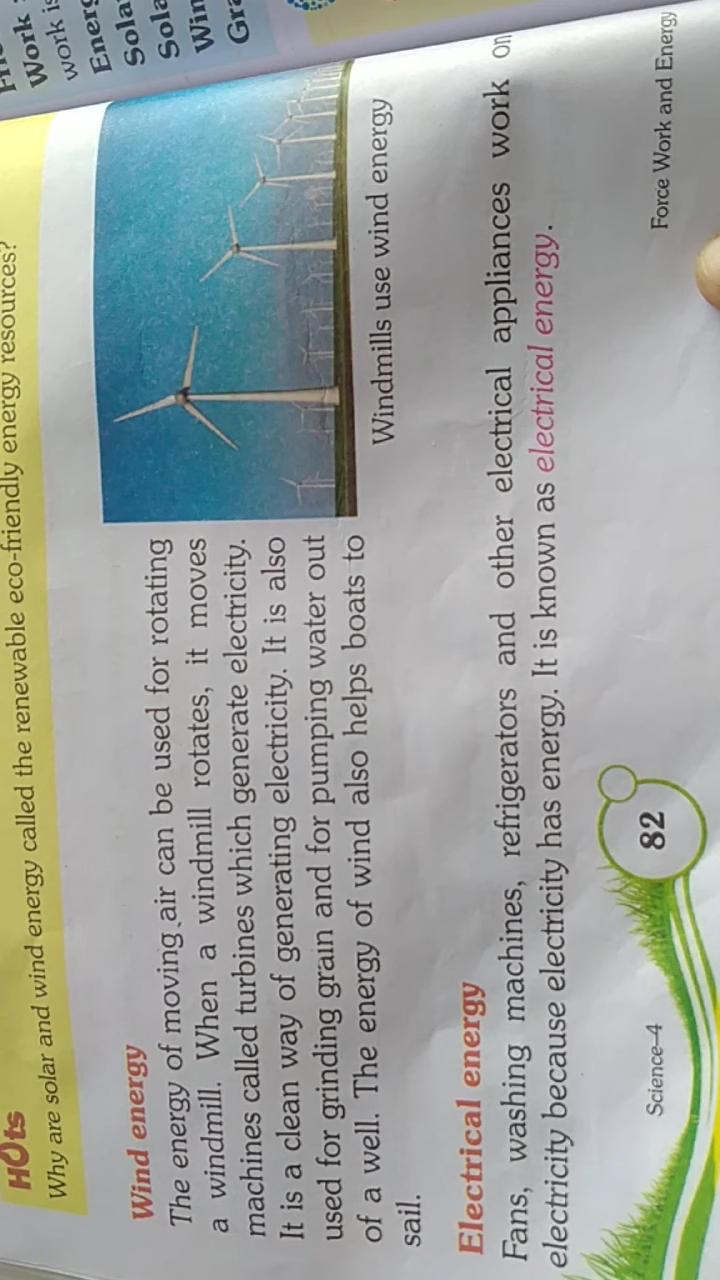 HOts
Why are solar and wind energy called the renewable eco-friendly energy resources?
Wind energy
The energy of moving air can be used for rotating
a windmill. When a windmill rotates, it moves
machines called turbines which generate electricity.
It is a clean way of generating electricity. It is also
used for grinding grain and for pumping water out
of a well. The energy of wind also helps boats to
sail.
Windmills use wind energy
Electrical energy
Fans, washing machines, refrigerators and other electrical appliances work on
electricity because electricity has energy. It is known as electrical energy.
Science-4
82
Force Work and Energy
Work
work is
Energ
Sola
Sola
Win
Gra